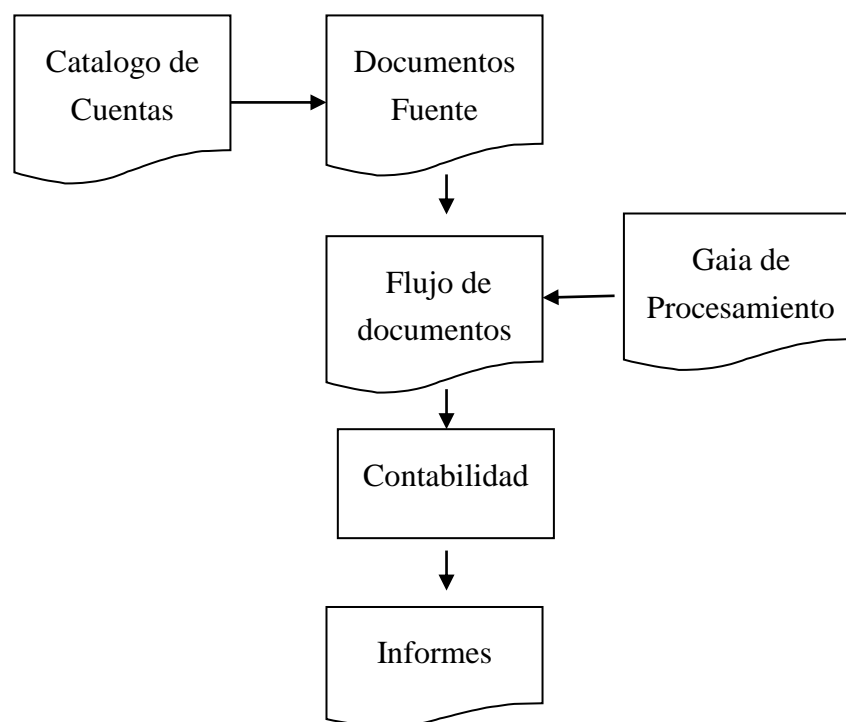 Catalogo de
Cuentas
Documentos
Fuente
Flujo de
documentos
Gaia de
Procesamiento
Contabilidad
Informes